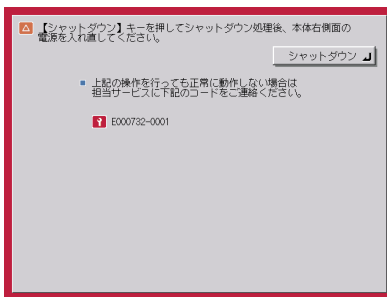 【シャットダウン】キーを押してシャットダウン処理後、本体右側面の
電源を入れ直してください。
シャットダウン
上記の操作を行っても正常に動作しない場合は
担当サービスに下記のコードをご連絡ください。
E000732-0001